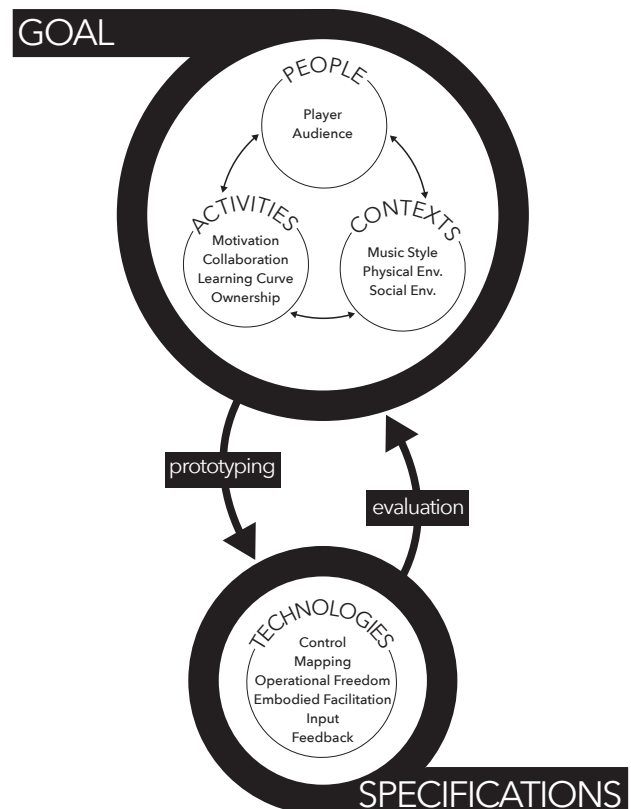 GOAL
PEOPLE
Player
Audience
ACTIVITIES
Motivation
Collaboration
Learning Curve
Ownership
CONTEXTS
Music Style
Physical Env.
Social Env.
prototyping
evaluation
TECHNOLOGIES
Control
Mapping
Operational Freedom
Embodied Facilitation
Input
Feedback
SPECIFICATIONS